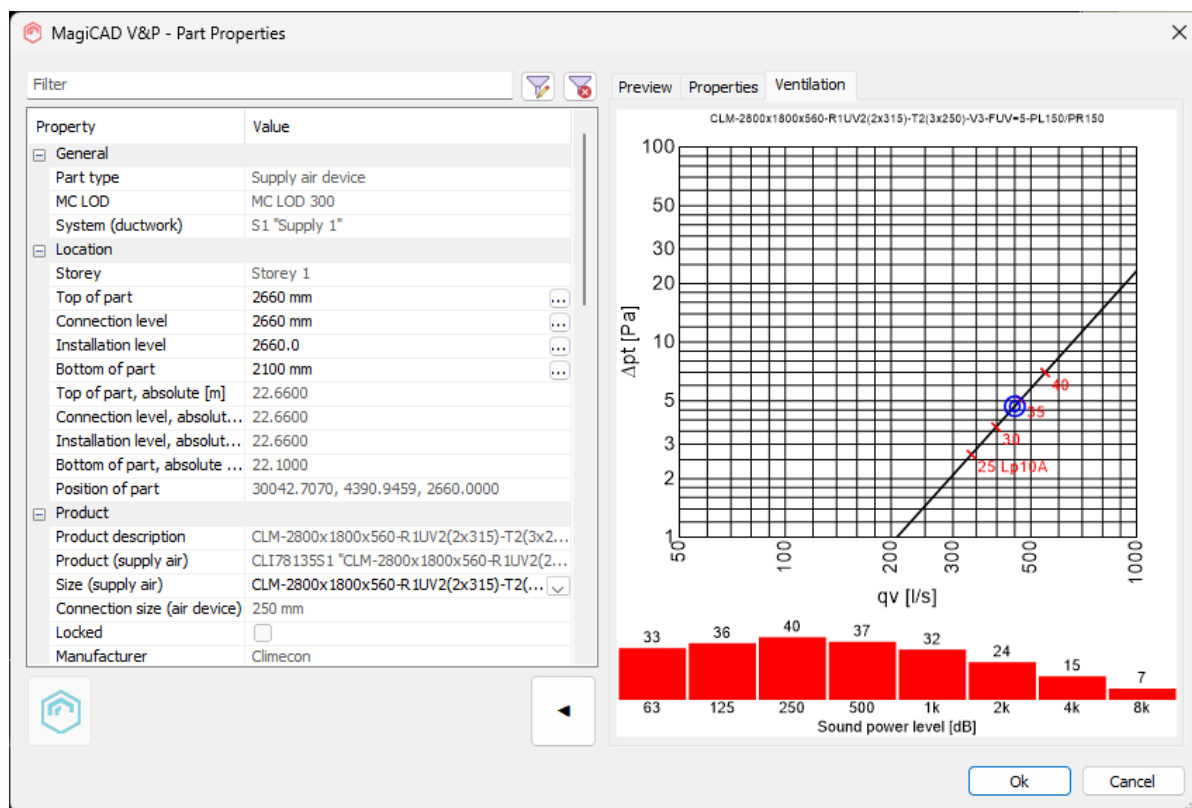 MagiCAD V&P - Part Properties
Filter
Property Value
General
Part type Supply air device
MC LOD MC LOD 300
System (ductwork) S1 "Supply 1"
Location
Storey Storey 1
Top of part 2660 mm ...
Connection level 2660 mm ...
Installation level 2660.0 ...
Bottom of part 2100 mm ...
Top of part, absolute [m] 22.6600
Connection level, absolut... 22.6600
Installation level, absolut... 22.6600
Bottom of part, absolute ... 22.1000
Position of part 30042.7070, 4390.9459, 2660.0000
Product
Product description CLM-2800x1800x560-R1UV2(2x315)-T2(3x2...
Product (supply air) CLI78135S1 "CLM-2800x1800x560-R1UV2(2...
Size (supply air) CLM-2800x1800x560-R1UV2(2x315)-T2(...
Connection size (air device) 250 mm
Locked
Manufacturer Climecon
Preview Properties Ventilation
CLM-2800x1800x560-R1UV2(2x315)-T2(3x250)-V3-FUV=5-PL150/PR150
100
50
30
20
10
5
3
2
1
Δpt [Pa]
40
35
30
25 Lp10A
50 100 200 300 500 1000
qv [l/s]
33 36 40 37 32 24 15 7
63 125 250 500 1k 2k 4k 8k
Sound power level [dB]
Ok Cancel